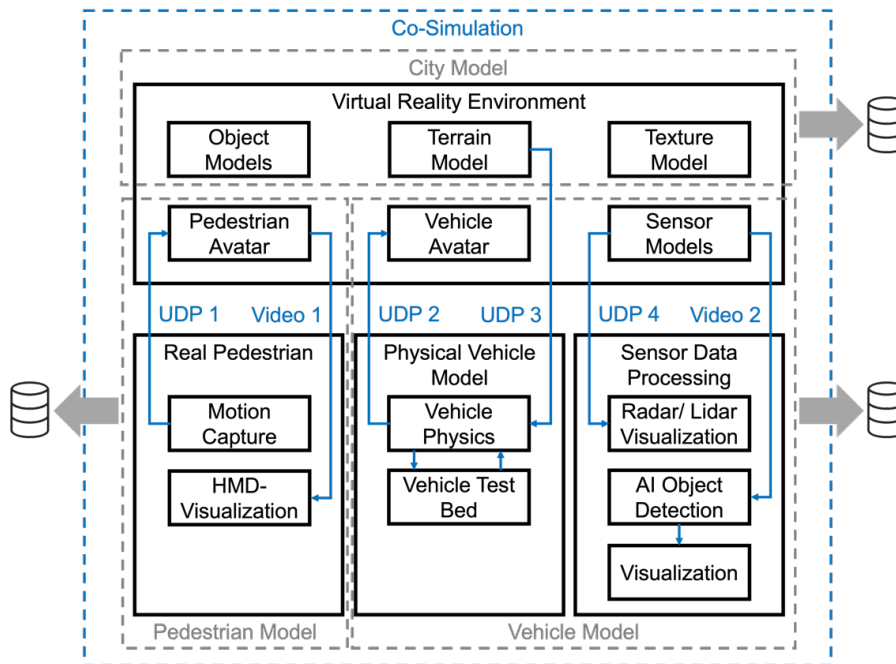 Co-Simulation
City Model
Virtual Reality Environment
Object
Models
Terrain
Model
Texture
Model
Pedestrian
Avatar
Vehicle
Avatar
Sensor
Models
UDP 1
Video 1
UDP 2
UDP 3
UDP 4
Video 2
Real Pedestrian
Motion
Capture
HMD-
Visualization
Physical Vehicle
Model
Vehicle
Physics
Vehicle Test
Bed
Sensor Data
Processing
Radar/ Lidar
Visualization
AI Object
Detection
Visualization
Pedestrian Model
Vehicle Model